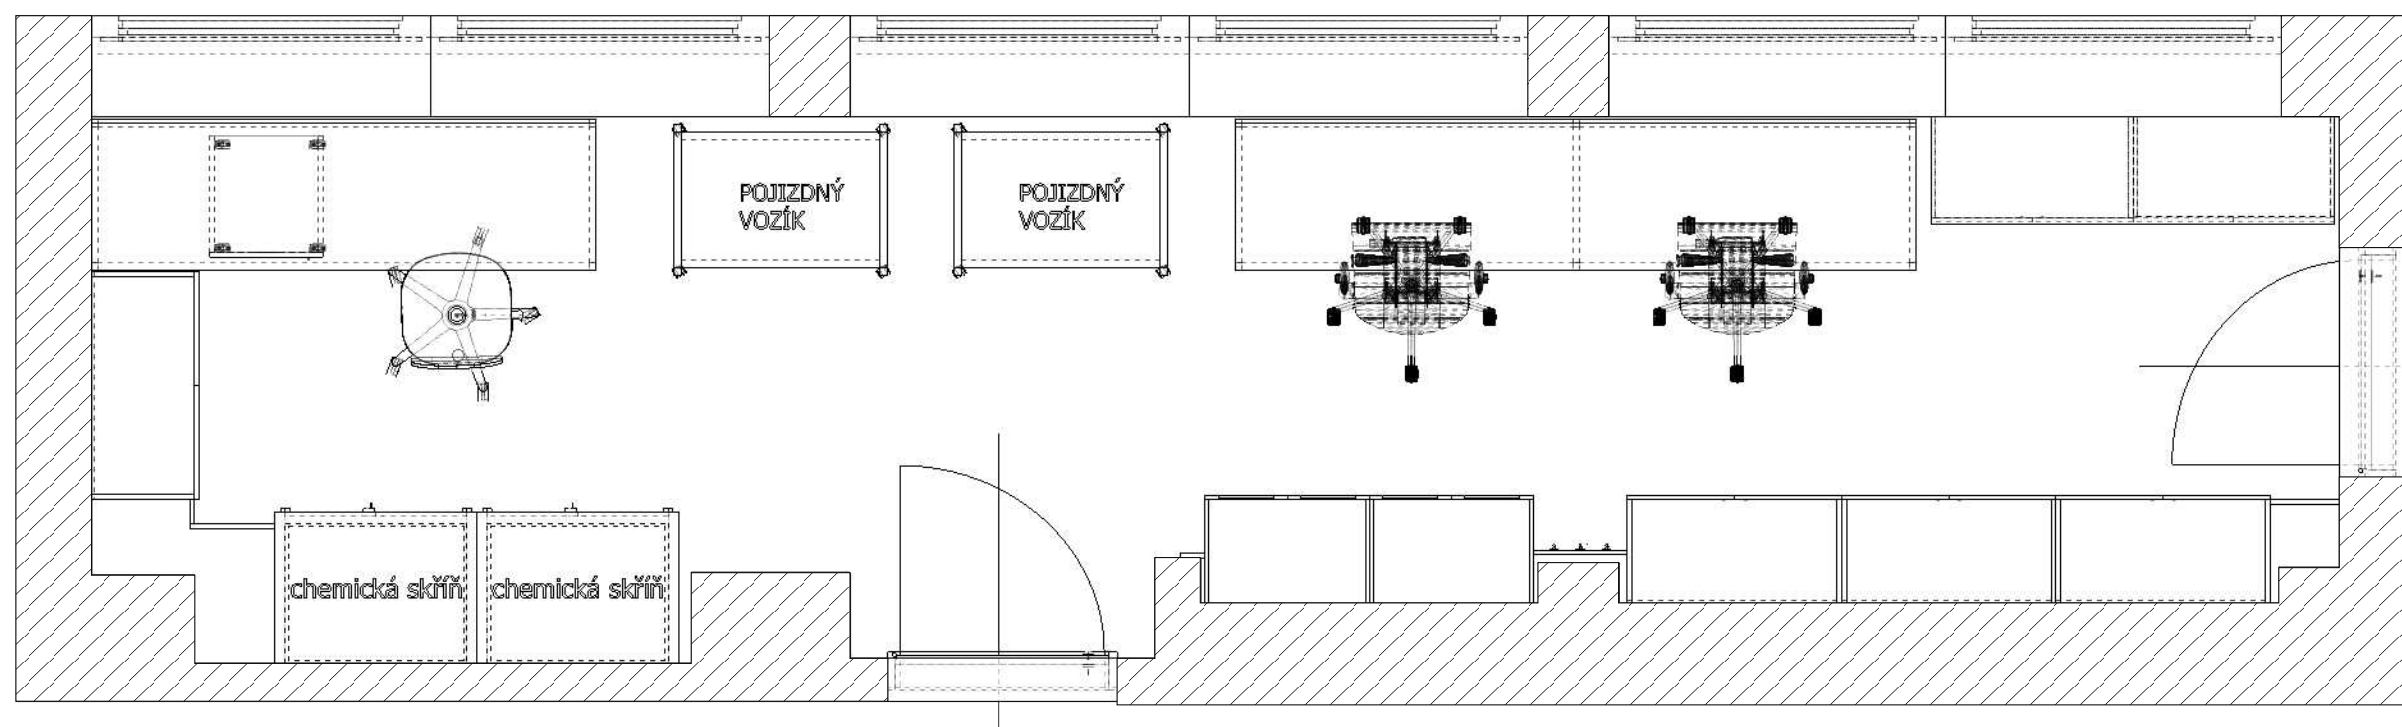 POJIZDNÝ
VOZÍK
POJIZDNÝ
VOZÍK
chemická skříň
chemická skříň